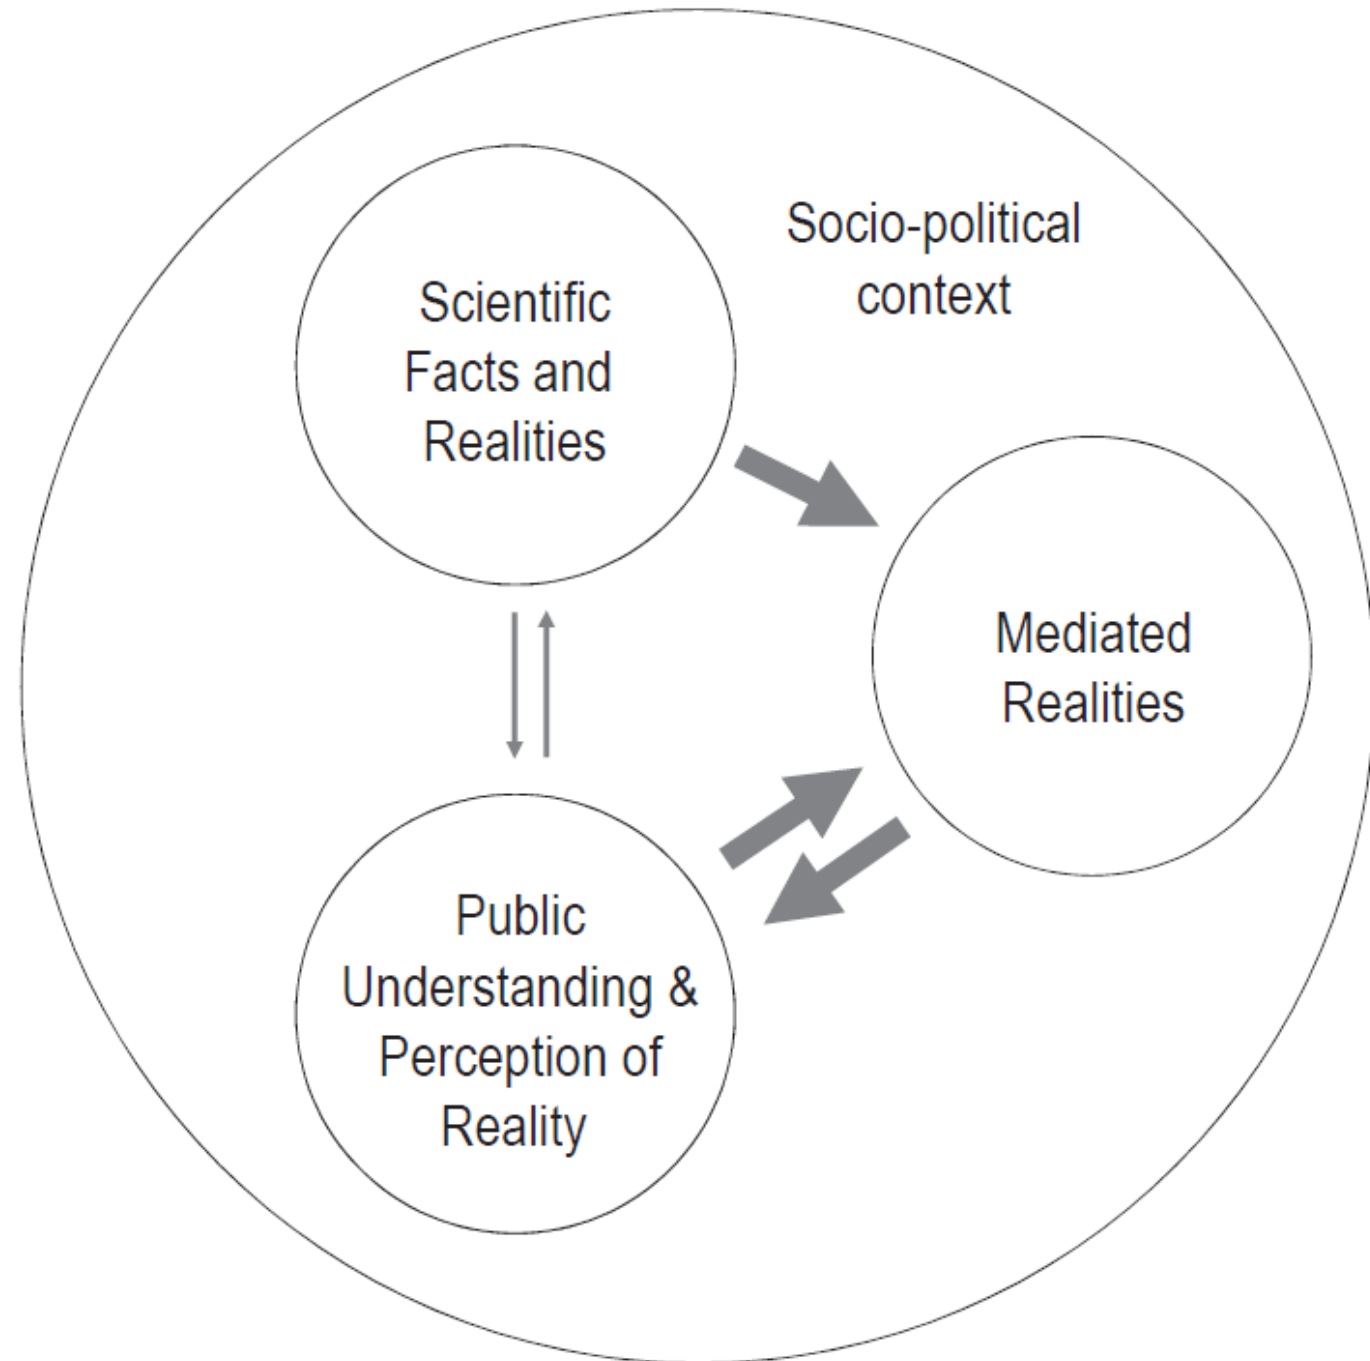 Socio-political
context
Scientific
Facts and
Realities
Mediated
Realities
Public
Understanding &
Perception of
Reality